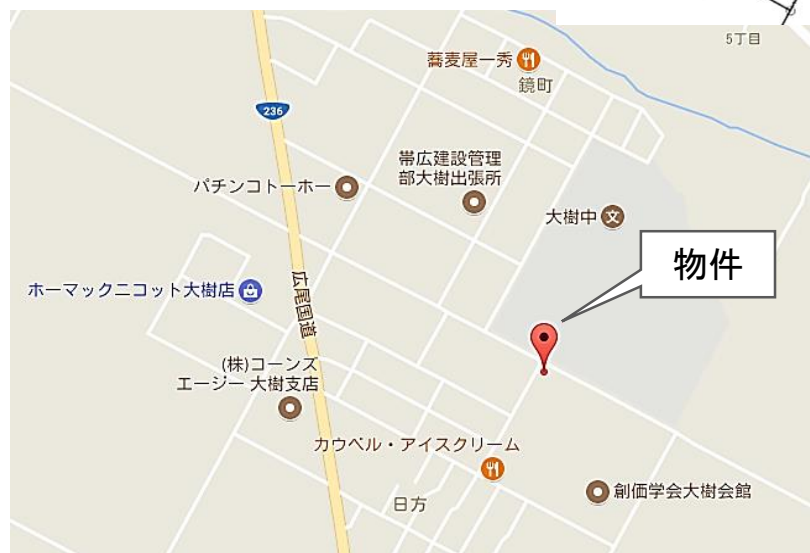 5丁目
蕎麦屋一秀
鏡町
236
帯広建設管理
部大樹出張所
パチンコトーホー
大樹中
文
物件
ホーマックニコット大樹店
広尾国道
(株)コーンズ
エージー 大樹支店
カウベル・アイスクリーム
創価学会大樹会館
日方